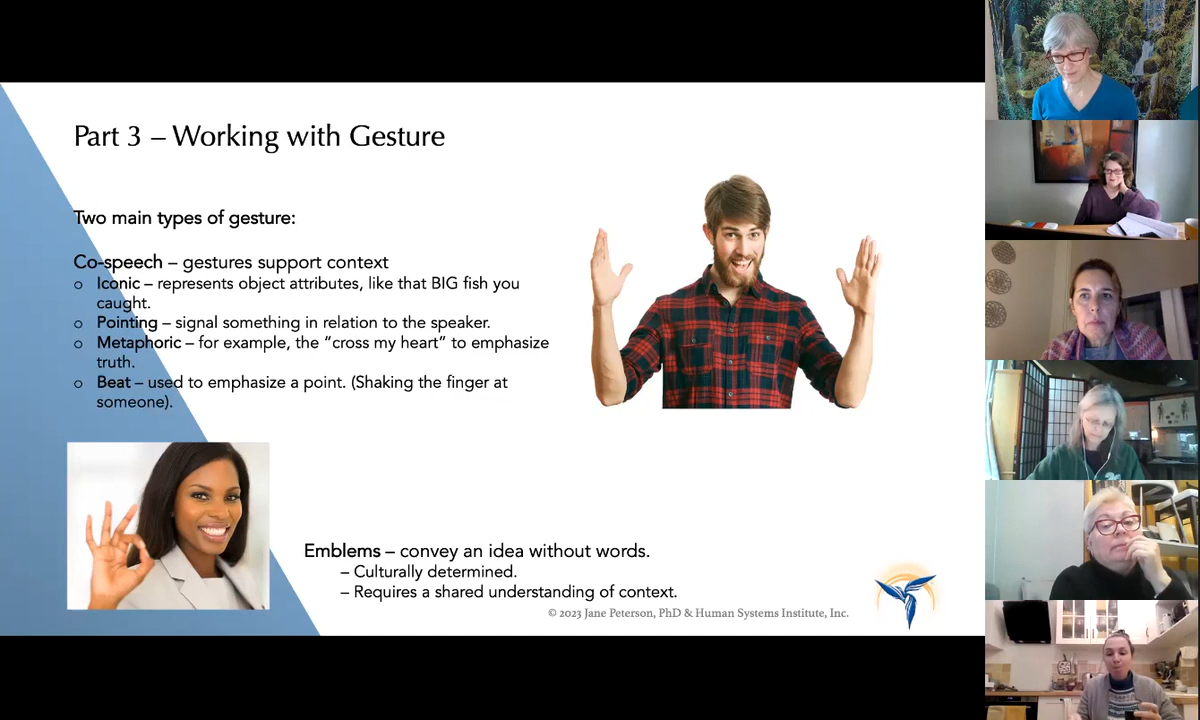 Part 3 – Working with Gesture
Two main types of gesture:
Co-speech – gestures support context
o Iconic – represents object attributes, like that BIG fish you
caught.
o Pointing – signal something in relation to the speaker.
o Metaphoric – for example, the “cross my heart” to emphasize
truth.
o Beat – used to emphasize a point. (Shaking the finger at
someone).
Emblems – convey an idea without words.
– Culturally determined.
– Requires a shared understanding of context.
© 2023 Jane Peterson, PhD & Human Systems Institute, Inc.